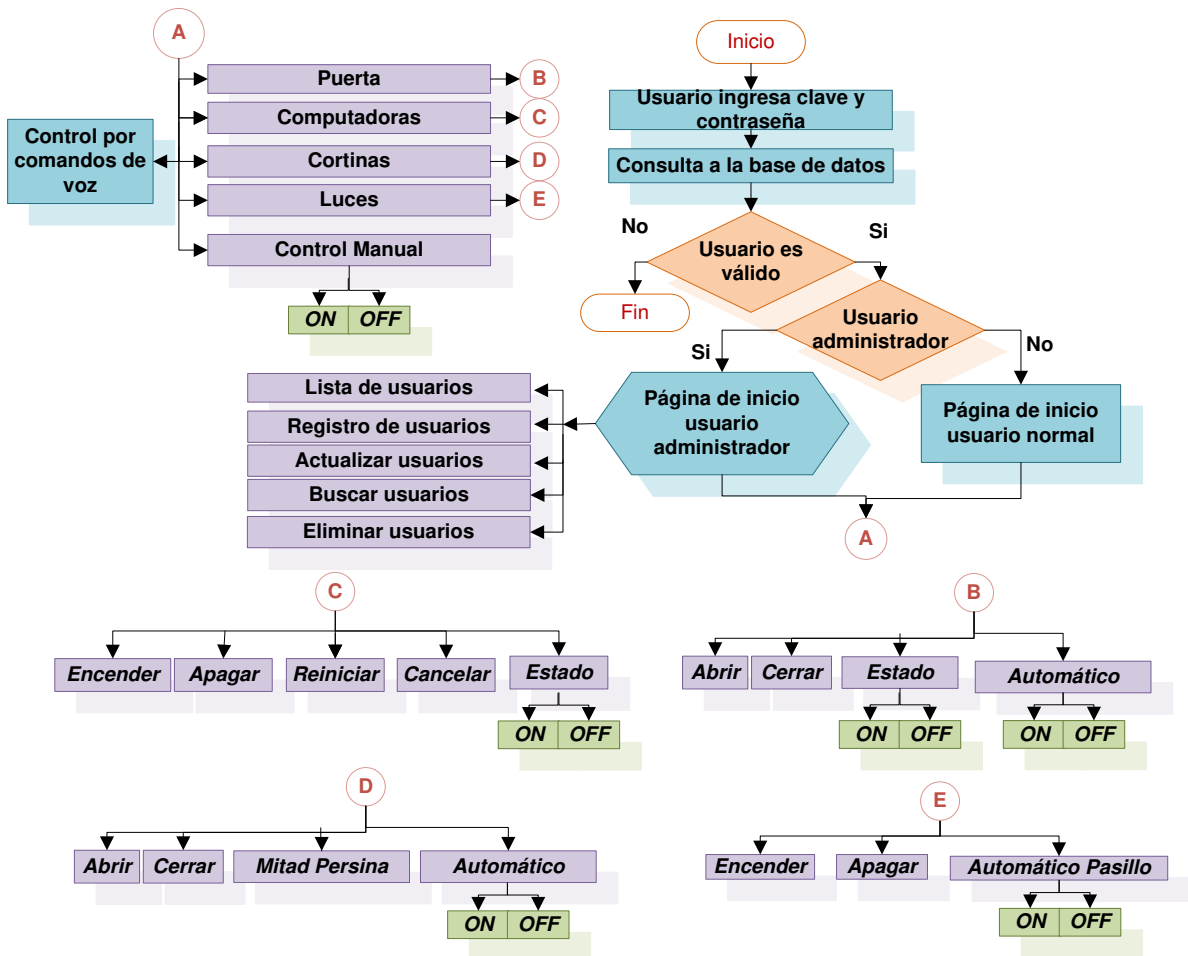 A
Puerta
B
Computadoras
C
Cortinas
D
Luces
E
Control Manual
ON OFF
Control por
comandos de
voz
Inicio
Usuario ingresa clave y
contraseña
Consulta a la base de datos
No
Si
Usuario es
válido
Fin
Usuario
administrador
Si
No
Página de inicio
usuario
administrador
Página de inicio
usuario normal
A
Lista de usuarios
Registro de usuarios
Actualizar usuarios
Buscar usuarios
Eliminar usuarios
C
Encender
Apagar
Reiniciar
Cancelar
Estado
ON OFF
B
Abrir
Cerrar
Estado
Automático
ON OFF
ON OFF
D
Abrir
Cerrar
Mitad Persina
Automático
ON OFF
E
Encender
Apagar
Automático Pasillo
ON OFF